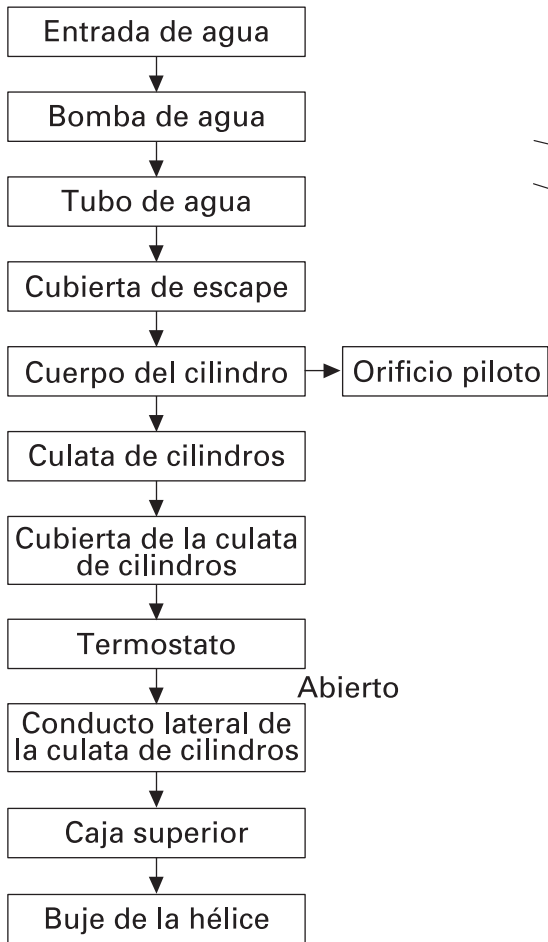 Entrada de agua
Bomba de agua
Tubo de agua
Cubierta de escape
Cuerpo del cilindro
Orificio piloto
Culata de cilindros
Cubierta de la culata
de cilindros
Termostato
Abierto
Conducto lateral de
la culata de cilindros
Caja superior
Buje de la hélice